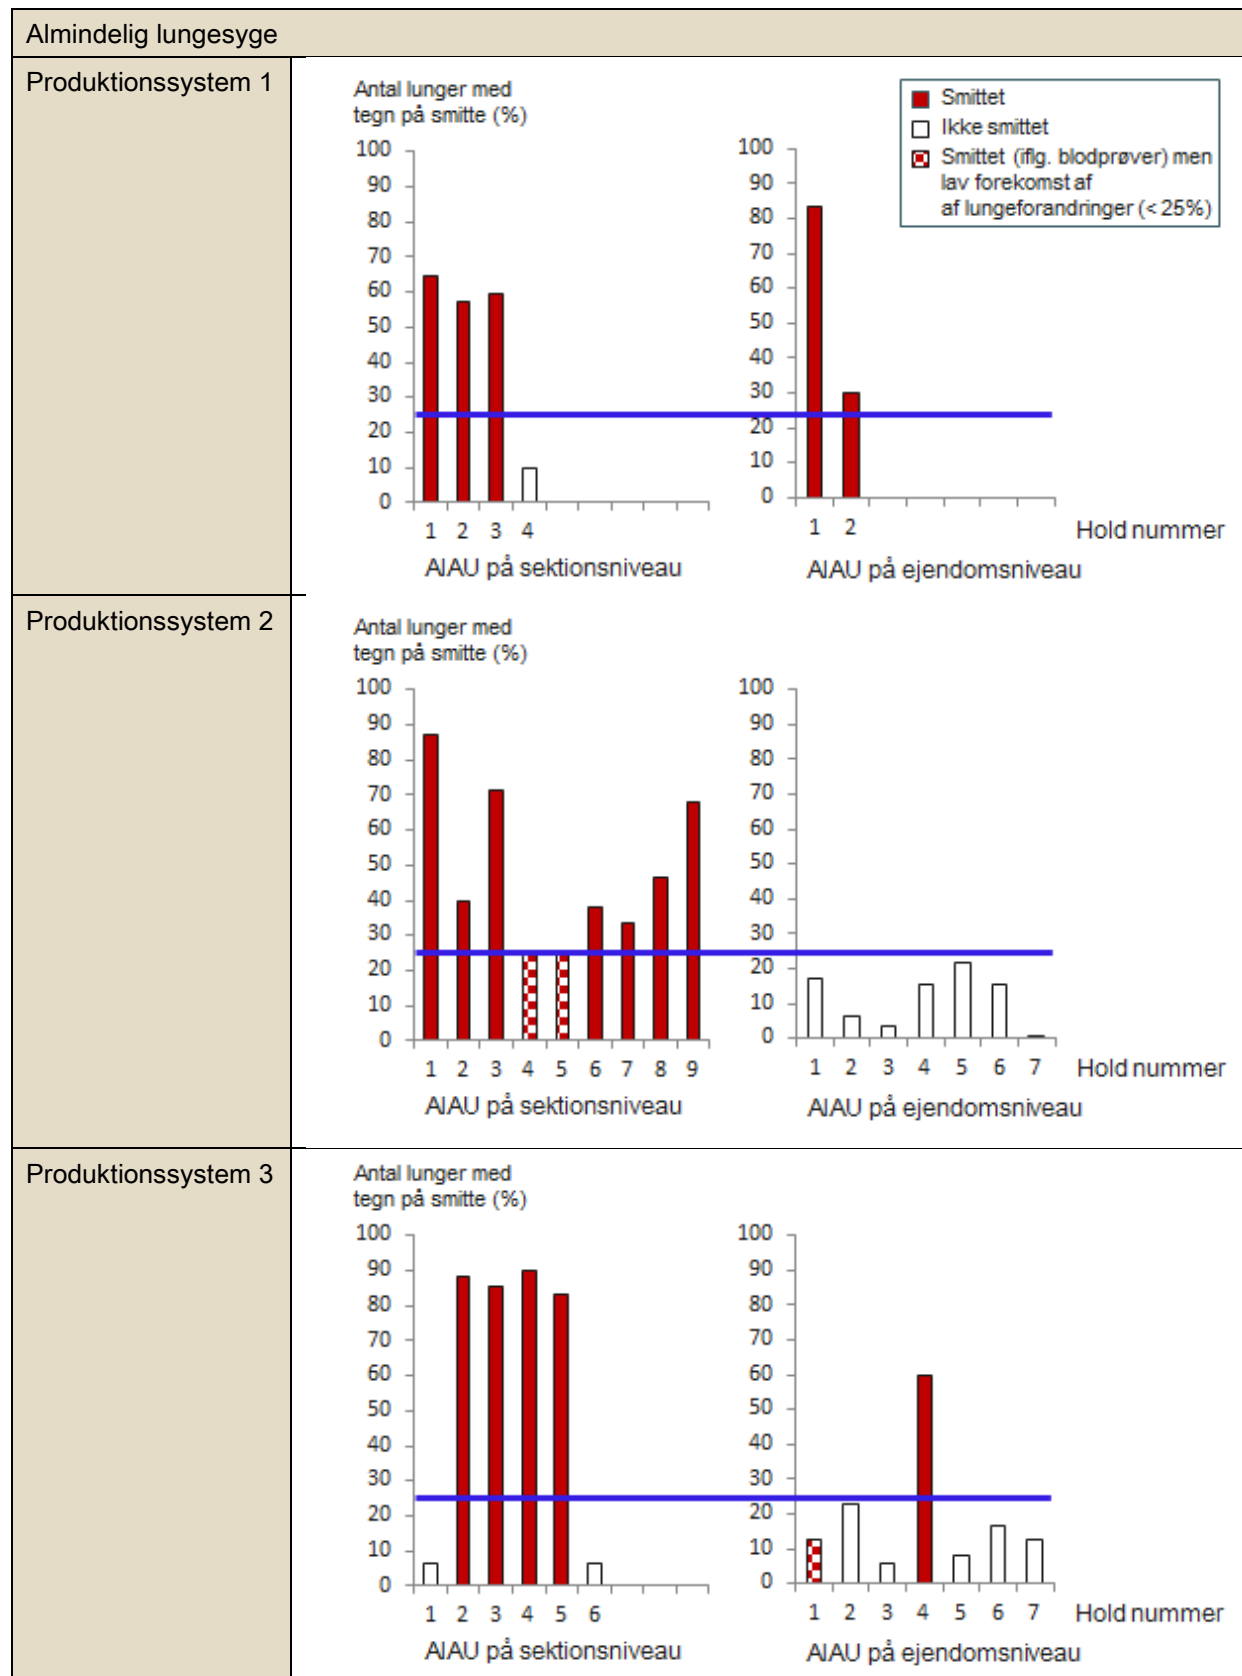 Almindelig lungesyge
Produktionssystem 1
Antal lunger med
tegn på smitte (%)
Smittet
Ikke smittet
Smittet (iflg. blodprøver) men
lav forekomst af
af lungeforandringer (< 25%)
100
90
80
70
60
50
40
30
20
10
0
1 2 3 4
AIAU på sektionsniveau
100
90
80
70
60
50
40
30
20
10
0
1 2
Hold nummer
AIAU på ejendomsniveau
Produktionssystem 2
Antal lunger med
tegn på smitte (%)
100
90
80
70
60
50
40
30
20
10
0
1 2 3 4 5 6 7 8 9
AIAU på sektionsniveau
100
90
80
70
60
50
40
30
20
10
0
1 2 3 4 5 6 7
Hold nummer
AIAU på ejendomsniveau
Produktionssystem 3
Antal lunger med
tegn på smitte (%)
100
90
80
70
60
50
40
30
20
10
0
1 2 3 4 5 6
AIAU på sektionsniveau
100
90
80
70
60
50
40
30
20
10
0
1 2 3 4 5 6 7
Hold nummer
AIAU på ejendomsniveau